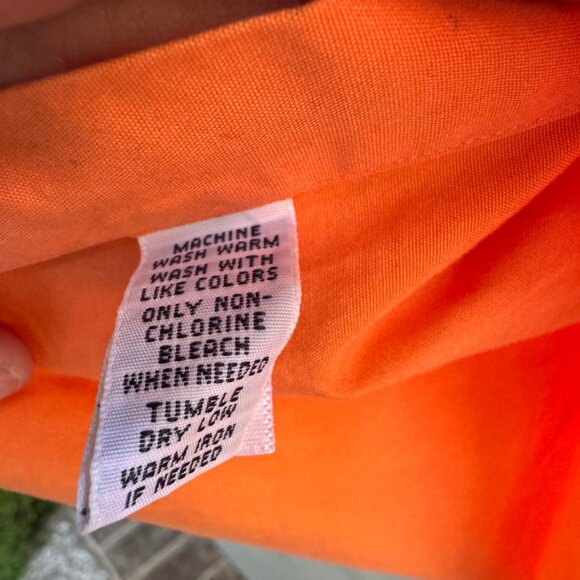 MACHINE
WASH WARM
WASH WITH
LIKE COLORS
ONLY NON-
CHLORINE
BLEACH
WHEN NEEDED
TUMBLE
DRY LOW
WARM IRON
IF NEEDED